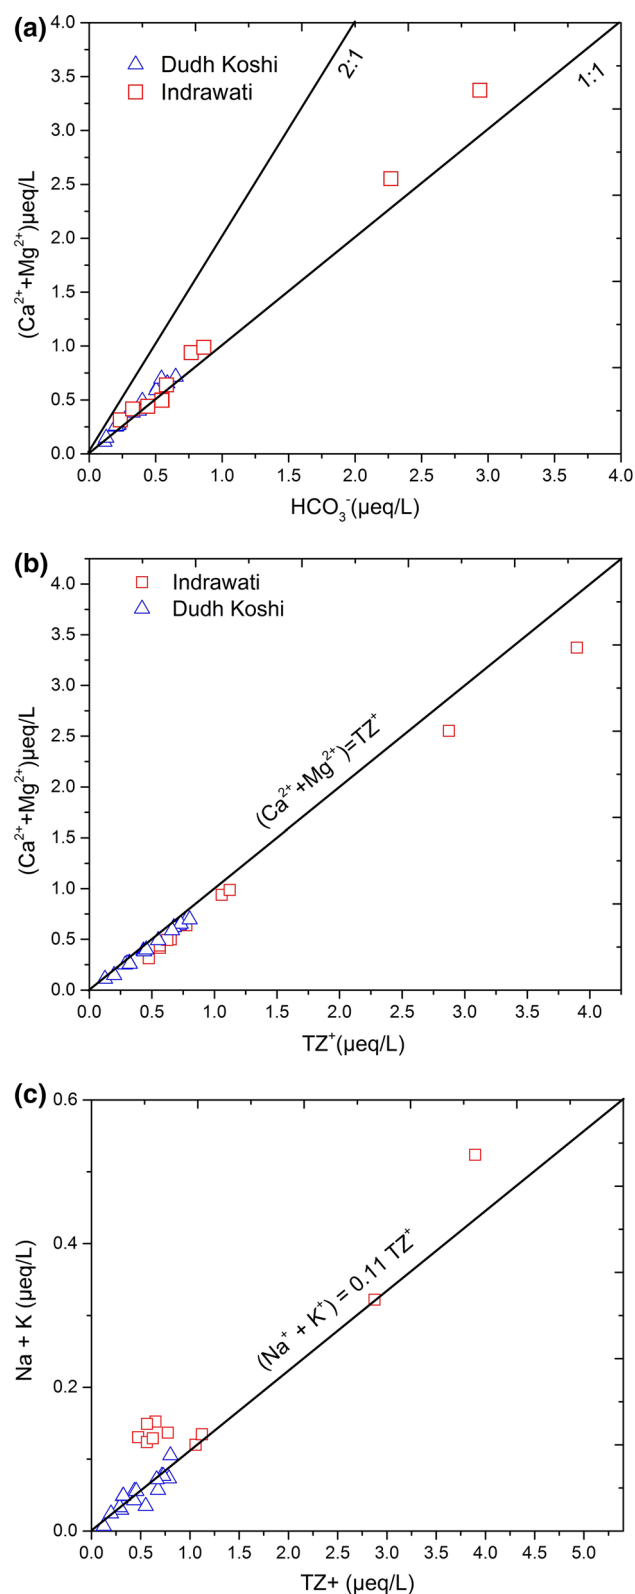 (a)
Dudh Koshi
Indrawati
2:1
1:1
(Ca²⁺+Mg²⁺)µeq/L
4.0
3.5
3.0
2.5
2.0
1.5
1.0
0.5
0.0
0.0 0.5 1.0 1.5 2.0 2.5 3.0 3.5 4.0
HCO₃⁻(µeq/L)
(b)
Indrawati
Dudh Koshi
(Ca²⁺+Mg²⁺)=TZ⁺
(Ca²⁺+Mg²⁺)µeq/L
4.0
3.5
3.0
2.5
2.0
1.5
1.0
0.5
0.0
0.0 0.5 1.0 1.5 2.0 2.5 3.0 3.5 4.0
TZ⁺(µeq/L)
(c)
(Na⁺ + K⁺) = 0.11 TZ⁺
Na + K (µeq/L)
0.6
0.4
0.2
0.0
0.0 0.5 1.0 1.5 2.0 2.5 3.0 3.5 4.0 4.5 5.0
TZ+ (µeq/L)